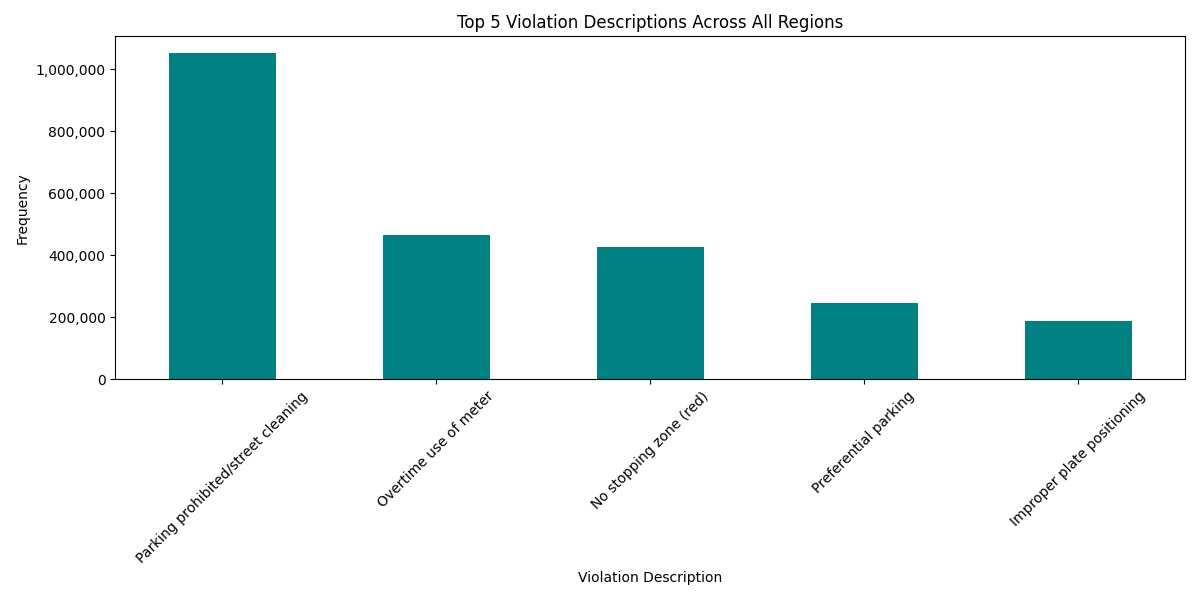 Top 5 Violation Descriptions Across All Regions
Frequency
1,000,000
800,000
600,000
400,000
200,000
0
Parking prohibited/street cleaning
Overtime use of meter
No stopping zone (red)
Preferential parking
Improper plate positioning
Violation Description